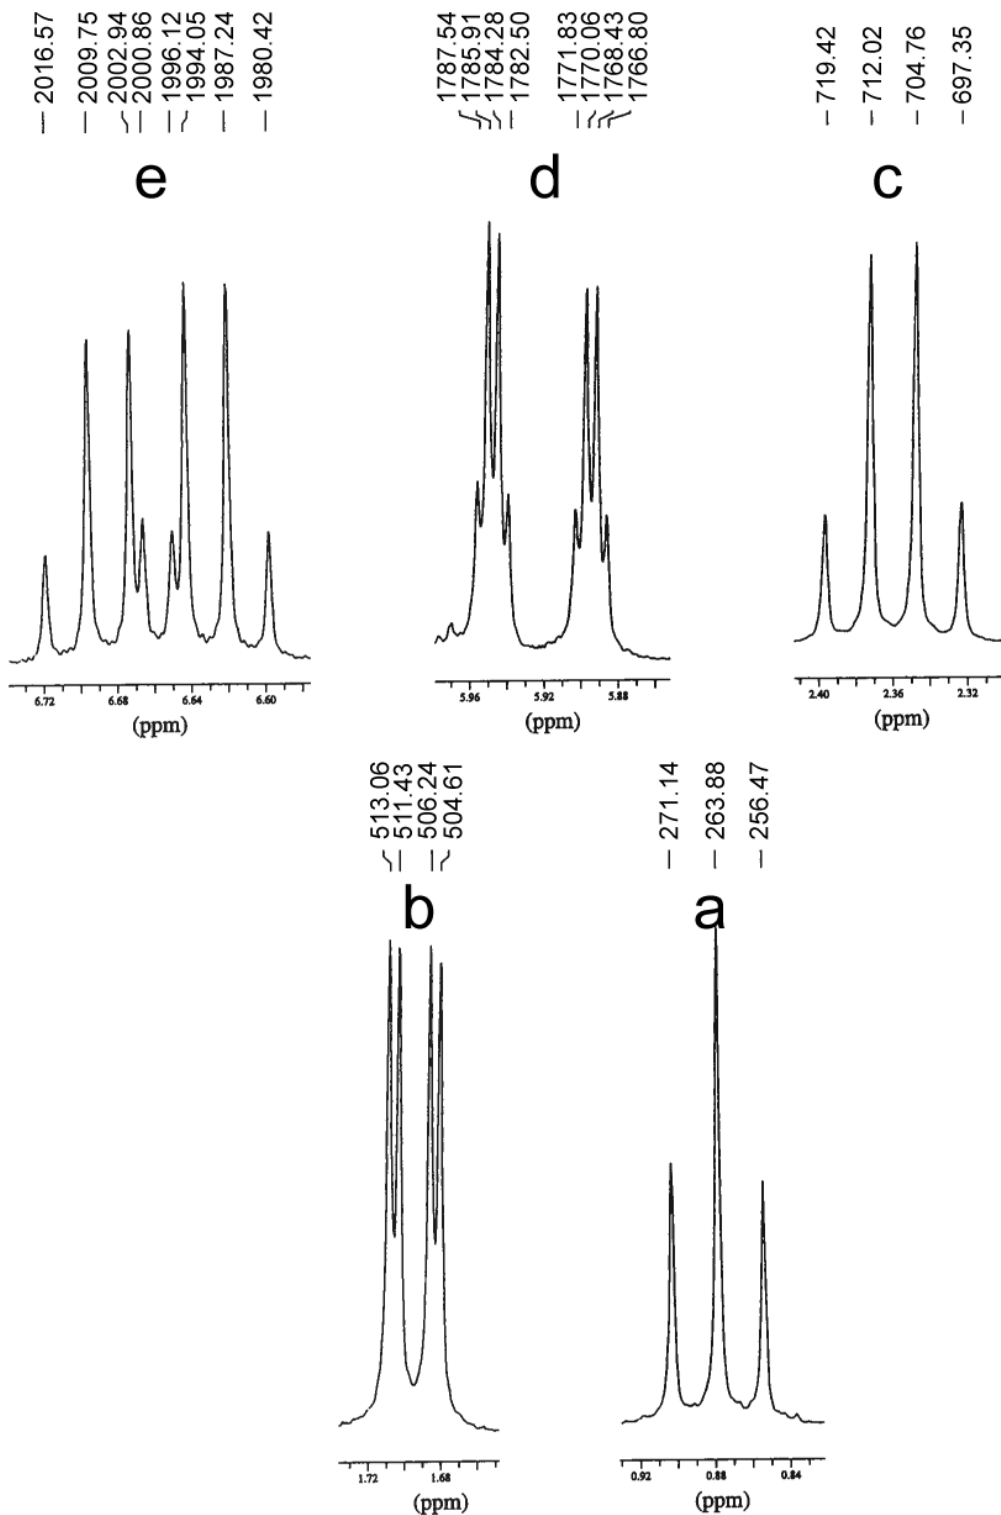 2016.57
2009.75
2002.94
2000.86
1996.12
1994.05
1987.24
1980.42
1787.54
1785.91
1784.28
1782.50
1771.83
1770.06
1768.43
1766.80
719.42
712.02
704.76
697.35
e
d
c
6.72 6.68 6.64 6.60
(ppm)
5.96 5.92 5.88
(ppm)
2.40 2.36 2.32
(ppm)
513.06
511.43
506.24
504.61
271.14
263.88
256.47
b
a
1.72 1.68
(ppm)
0.92 0.88 0.84
(ppm)